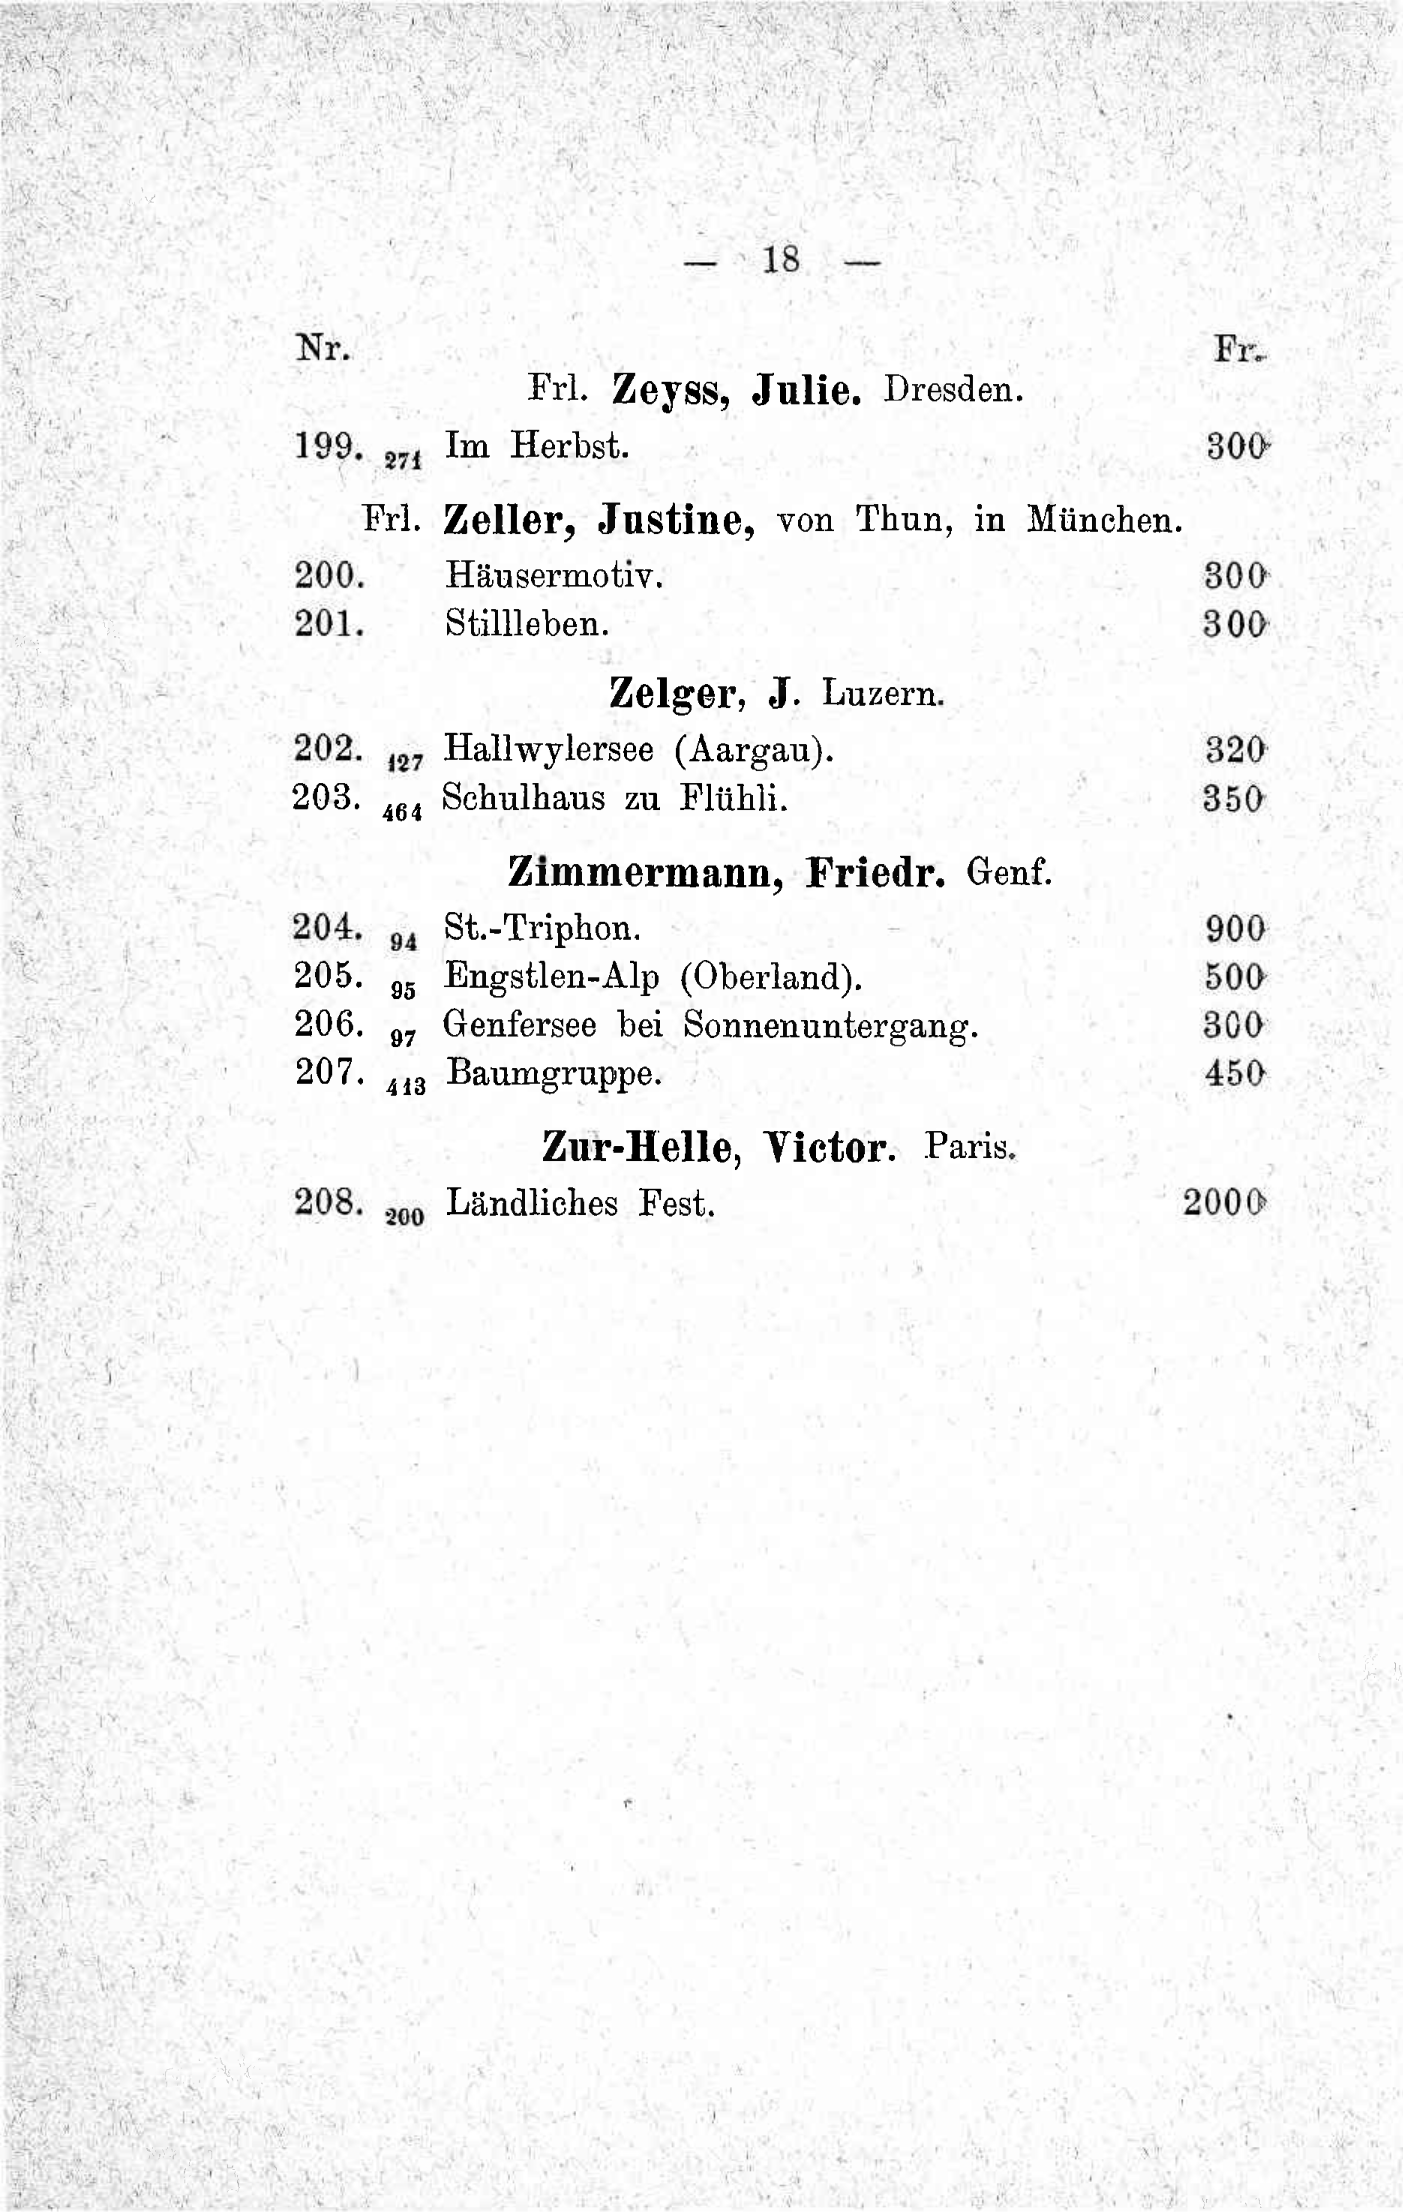 — 18 —
Nr. Fr.
Frl. Zeyss, Julie. Dresden.
199. 271 Im Herbst. 300
Frl. Zeller, Justine, von Thun, in München.
200. Häusermotiv. 300
201. Stillleben. 300
Zelger, J. Luzern.
202. 127 Hallwylersee (Aargau). 320
203. 464 Schulhaus zu Flühli. 350
Zimmermann, Friedr. Genf.
204. 94 St.-Triphon. 900
205. 95 Engstlen-Alp (Oberland). 500
206. 97 Genfersee bei Sonnenuntergang. 300
207. 413 Baumgruppe. 450
Zur-Helle, Victor. Paris.
208. 200 Ländliches Fest. 2000